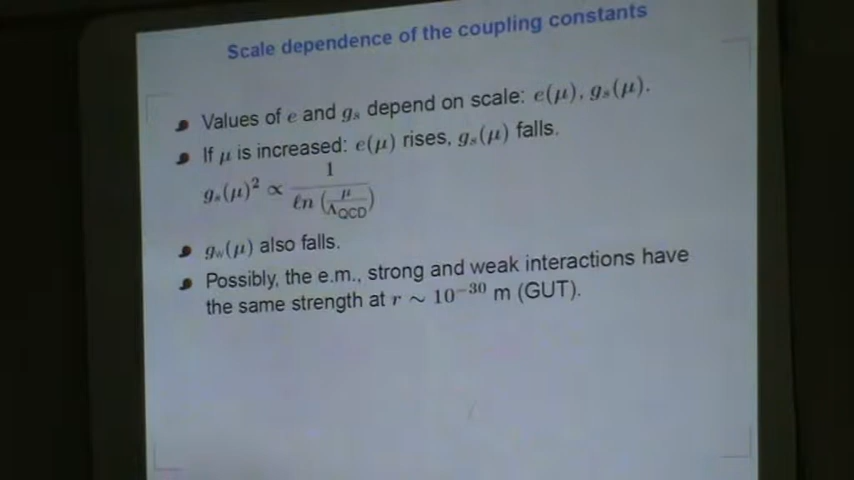 Scale dependence of the coupling constants
Values of e and gₛ depend on scale: e(μ), gₛ(μ).
If μ is increased: e(μ) rises, gₛ(μ) falls.
gₛ(μ)² ∝ 1 / ℓn (μ / Λ_QCD)
g_w(μ) also falls.
Possibly, the e.m., strong and weak interactions have
the same strength at r ∼ 10⁻³⁰ m (GUT).